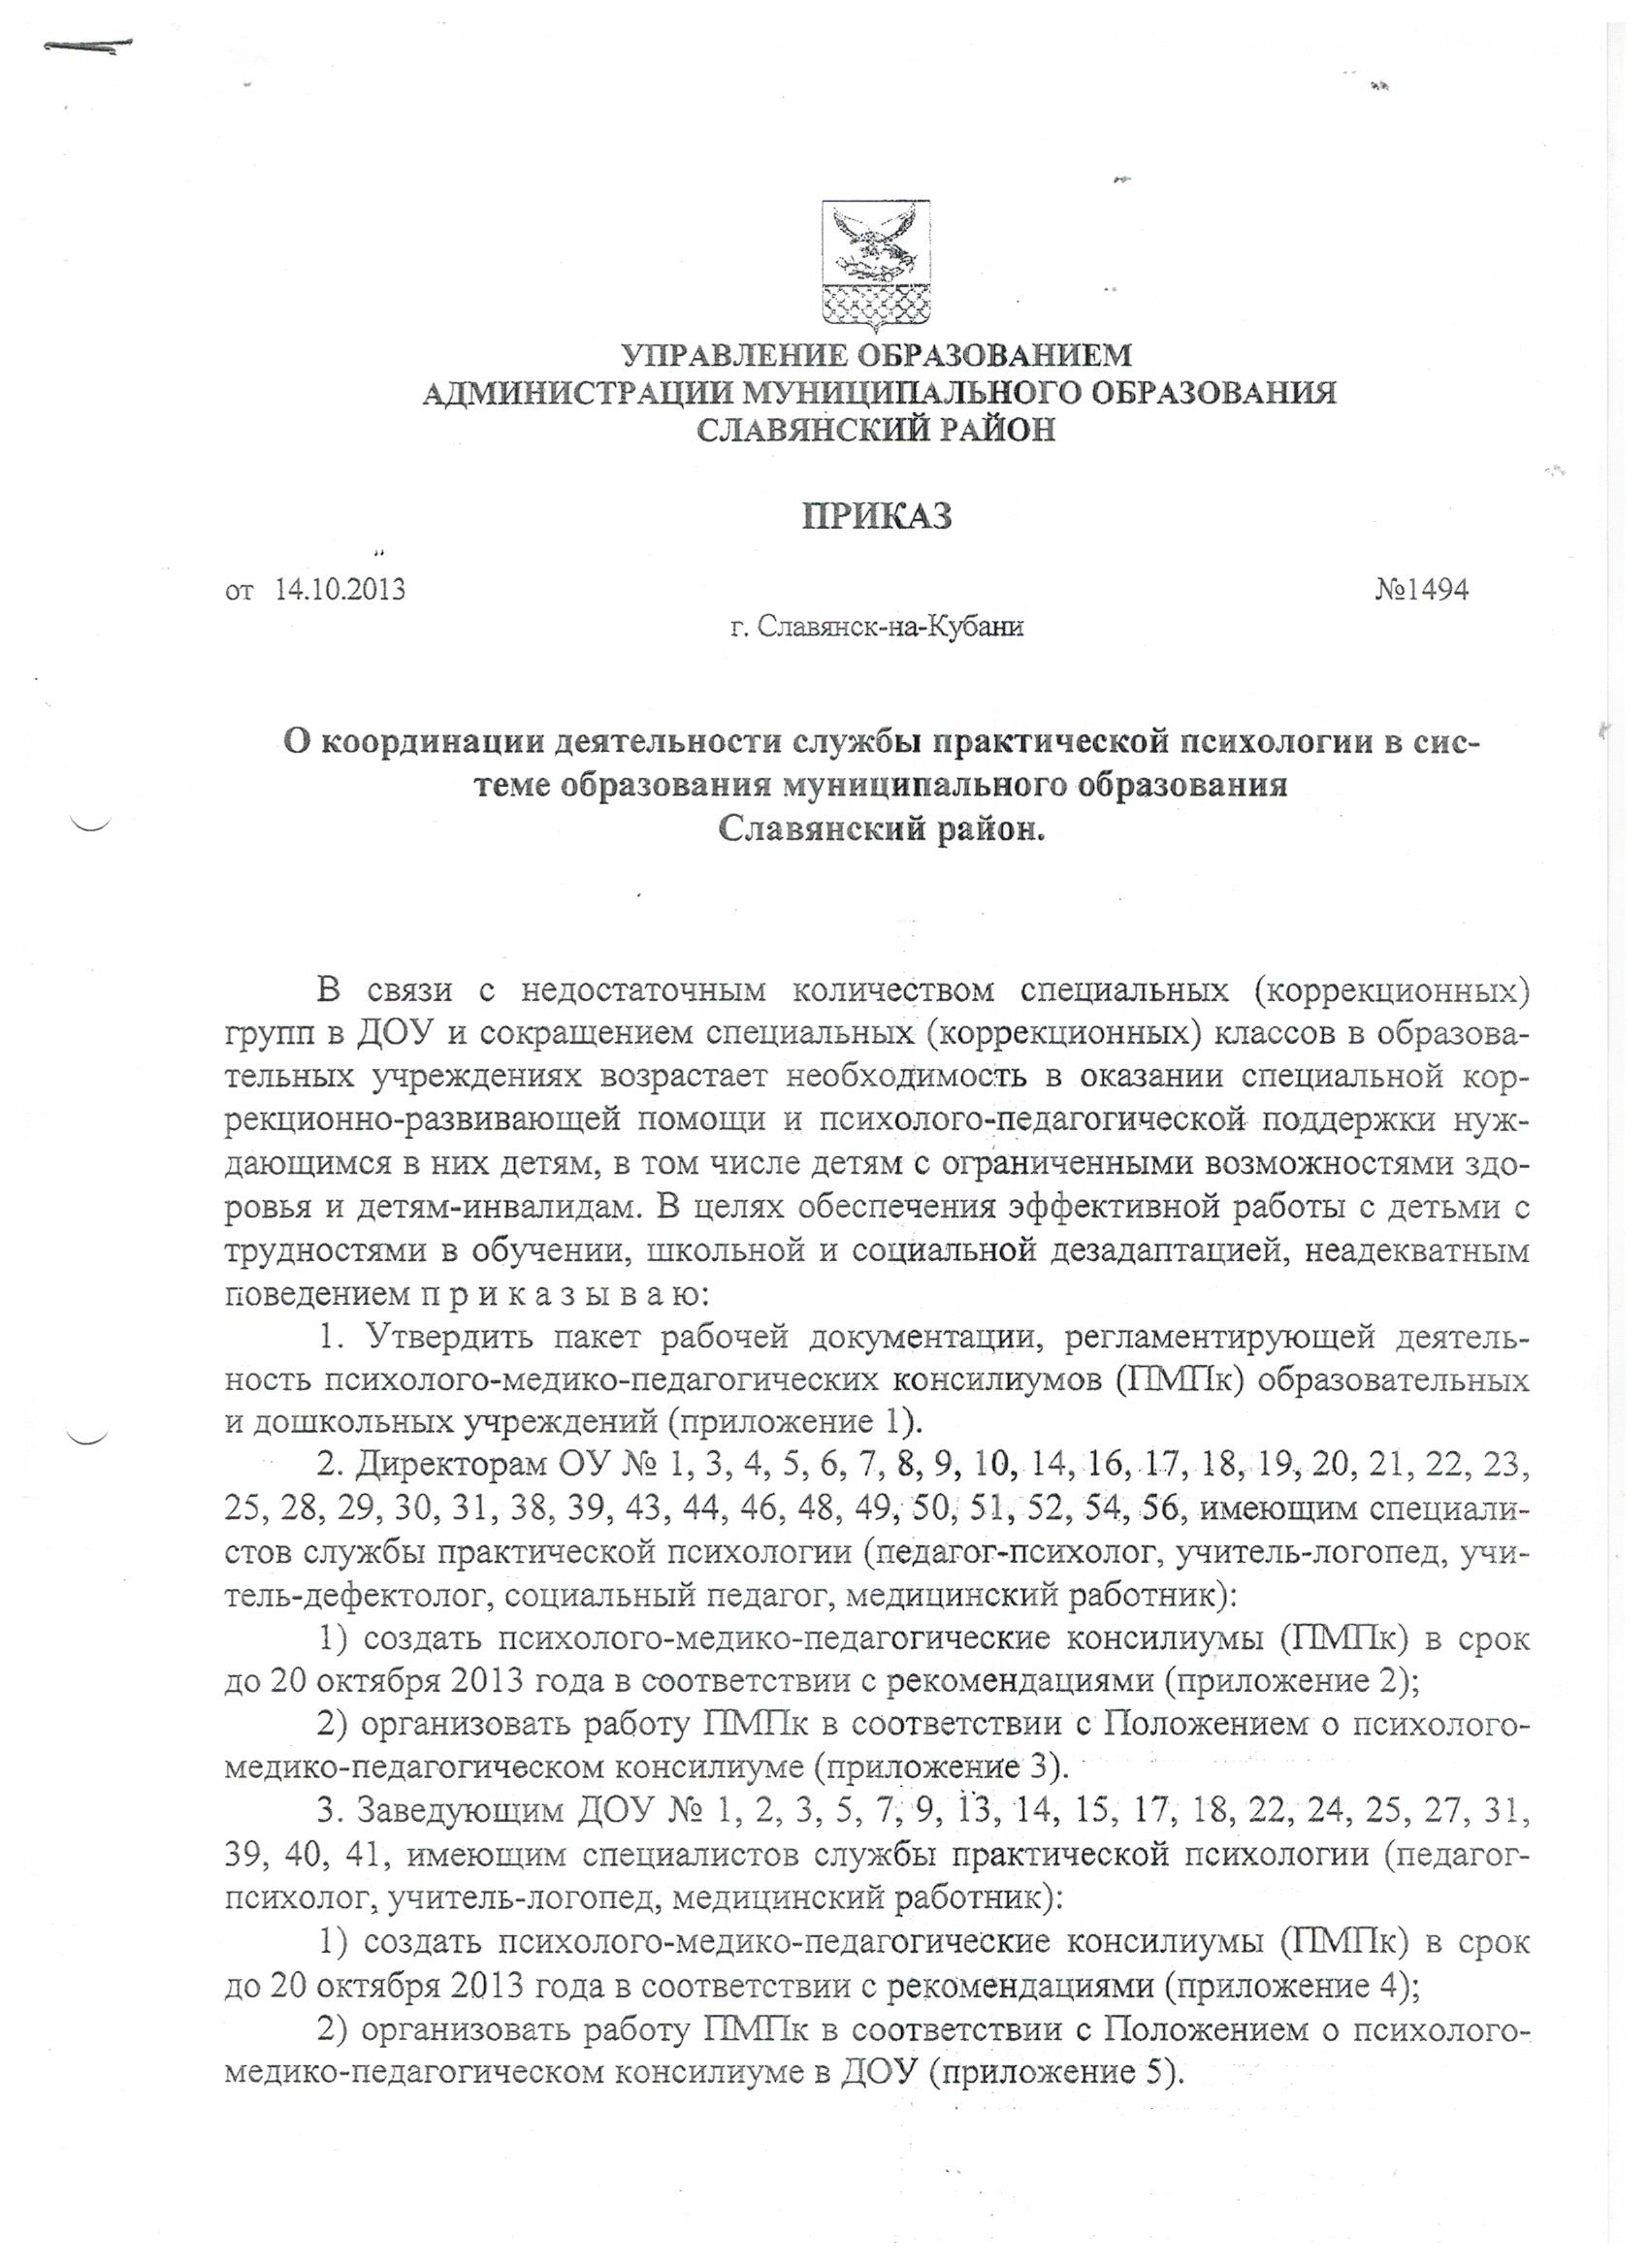 УПРАВЛЕНИЕ ОБРАЗОВАНИЕМ
АДМИНИСТРАЦИИ МУНИЦИПАЛЬНОГО ОБРАЗОВАНИЯ
СЛАВЯНСКИЙ РАЙОН
ПРИКАЗ
от 14.10.2013 №1494
г. Славянск-на-Кубани
О координации деятельности службы практической психологии в сис-
теме образования муниципального образования
Славянский район.
В связи с недостаточным количеством специальных (коррекционных)
групп в ДОУ и сокращением специальных (коррекционных) классов в образова-
тельных учреждениях возрастает необходимость в оказании специальной кор-
рекционно-развивающей помощи и психолого-педагогической поддержки нуж-
дающимся в них детям, в том числе детям с ограниченными возможностями здо-
ровья и детям-инвалидам. В целях обеспечения эффективной работы с детьми с
трудностями в обучении, школьной и социальной дезадаптацией, неадекватным
поведением п р и к а з ы в а ю:
1. Утвердить пакет рабочей документации, регламентирующей деятель-
ность психолого-медико-педагогических консилиумов (ПМПк) образовательных
и дошкольных учреждений (приложение 1).
2. Директорам ОУ № 1, 3, 4, 5, 6, 7, 8, 9, 10, 14, 16, 17, 18, 19, 20, 21, 22, 23,
25, 28, 29, 30, 31, 38, 39, 43, 44, 46, 48, 49, 50, 51, 52, 54, 56, имеющим специали-
стов службы практической психологии (педагог-психолог, учитель-логопед, учи-
тель-дефектолог, социальный педагог, медицинский работник):
1) создать психолого-медико-педагогические консилиумы (ПМПк) в срок
до 20 октября 2013 года в соответствии с рекомендациями (приложение 2);
2) организовать работу ПМПк в соответствии с Положением о психолого-
медико-педагогическом консилиуме (приложение 3).
3. Заведующим ДОУ № 1, 2, 3, 5, 7, 9, 13, 14, 15, 17, 18, 22, 24, 25, 27, 31,
39, 40, 41, имеющим специалистов службы практической психологии (педагог-
психолог, учитель-логопед, медицинский работник):
1) создать психолого-медико-педагогические консилиумы (ПМПк) в срок
до 20 октября 2013 года в соответствии с рекомендациями (приложение 4);
2) организовать работу ПМПк в соответствии с Положением о психолого-
медико-педагогическом консилиуме в ДОУ (приложение 5).